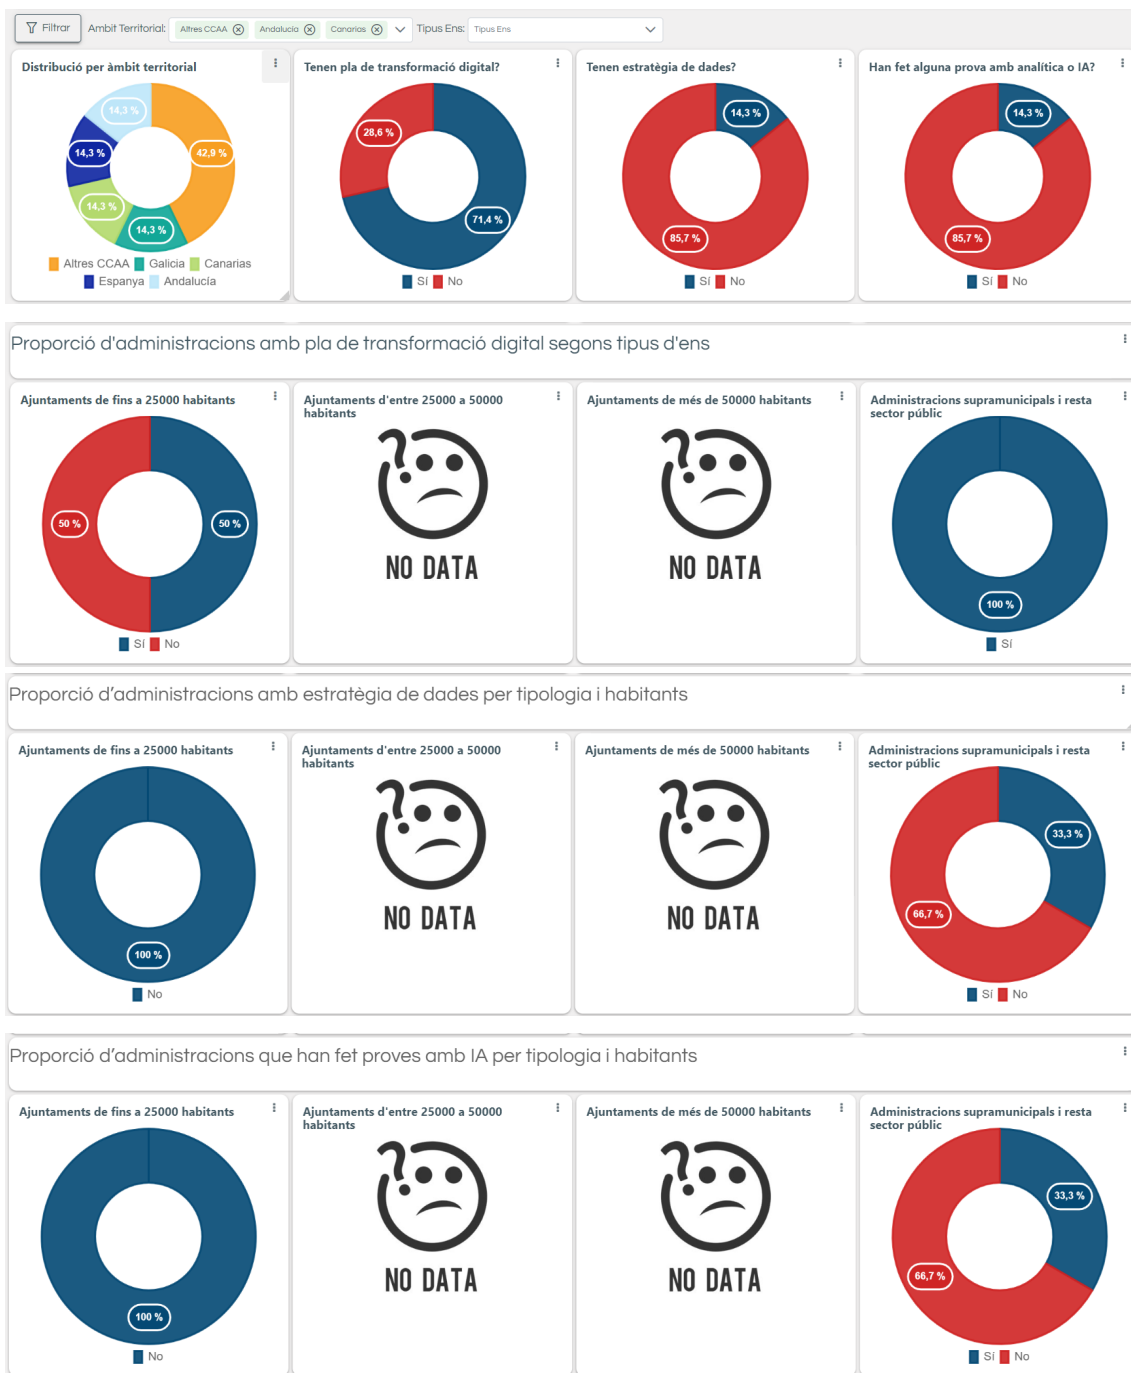 Filtrar
Ambit Territorial:
Altres CCAA
Andalucía
Canarias
Tipus Ens:
Tipus Ens
Distribució per àmbit territorial
14,3 %
42,9 %
14,3 %
14,3 %
14,3 %
Altres CCAA Galicia Canarias
Espanya Andalucía
Tenen pla de transformació digital?
28,6 %
71,4 %
Sí No
Tenen estratègia de dades?
14,3 %
85,7 %
Sí No
Han fet alguna prova amb analítica o IA?
14,3 %
85,7 %
Sí No
Proporció d'administracions amb pla de transformació digital segons tipus d'ens
Ajuntaments de fins a 25000 habitants
50 %
50 %
Sí No
Ajuntaments d'entre 25000 a 50000
habitants
NO DATA
Ajuntaments de més de 50000 habitants
NO DATA
Administracions supramunicipals i resta
sector públic
100 %
Sí
Proporció d'administracions amb estratègia de dades per tipologia i habitants
Ajuntaments de fins a 25000 habitants
100 %
No
Ajuntaments d'entre 25000 a 50000
habitants
NO DATA
Ajuntaments de més de 50000 habitants
NO DATA
Administracions supramunicipals i resta
sector públic
33,3 %
66,7 %
Sí No
Proporció d'administracions que han fet proves amb IA per tipologia i habitants
Ajuntaments de fins a 25000 habitants
100 %
No
Ajuntaments d'entre 25000 a 50000
habitants
NO DATA
Ajuntaments de més de 50000 habitants
NO DATA
Administracions supramunicipals i resta
sector públic
33,3 %
66,7 %
Sí No